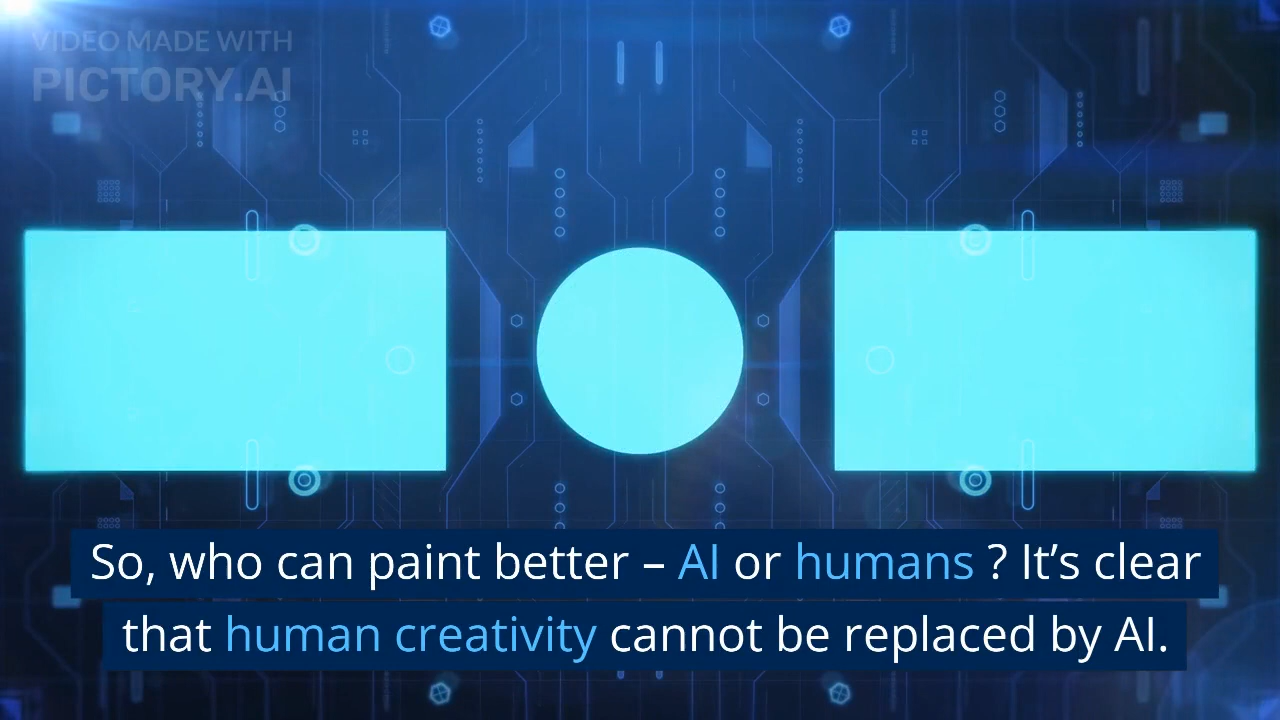 VIDEO MADE WITH
PICTORY.AI
So, who can paint better – AI or humans ? It’s clear
that human creativity cannot be replaced by AI.